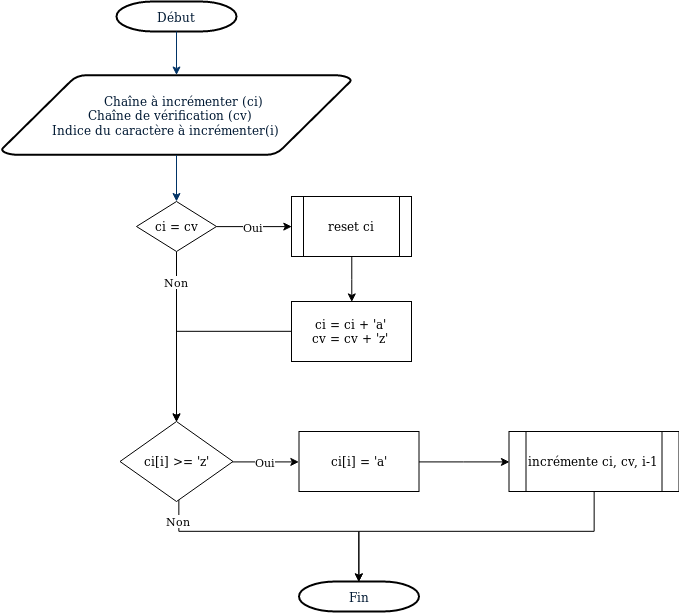 Début
Chaîne à incrémenter (ci)
Chaîne de vérification (cv)
Indice du caractère à incrémenter(i)
ci = cv
Oui
reset ci
Non
ci = ci + 'a'
cv = cv + 'z'
ci[i] >= 'z'
Oui
ci[i] = 'a'
incrémente ci, cv, i-1
Non
Fin